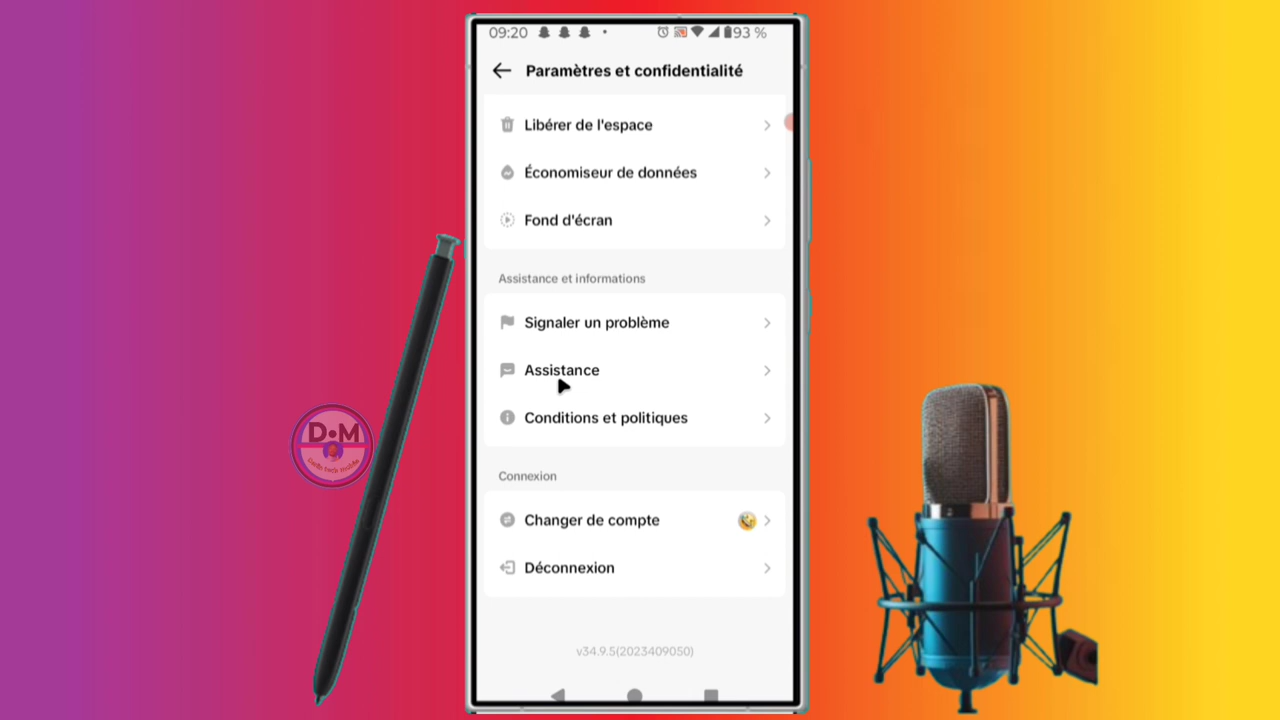 09:20
93 %
Paramètres et confidentialité
Libérer de l'espace
Économiseur de données
Fond d'écran
Assistance et informations
Signaler un problème
Assistance
Conditions et politiques
Connexion
Changer de compte
Déconnexion
v34.9.5(2023409050)
D•M